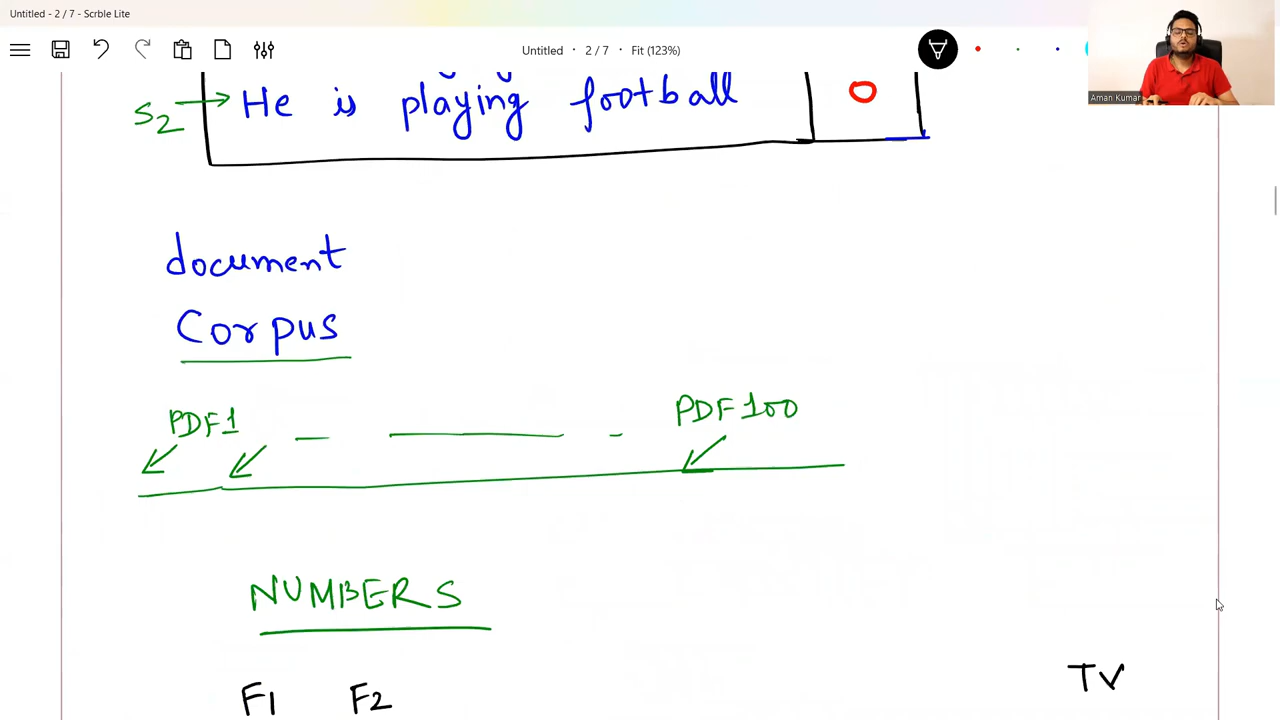 Untitled - 2 / 7 - Scrble Lite
Untitled • 2 / 7 • Fit (123%)
Aman Kumar
S2 He is playing football 0
document
Corpus
PDF1 PDF100
NUMBERS
F1 F2 TV